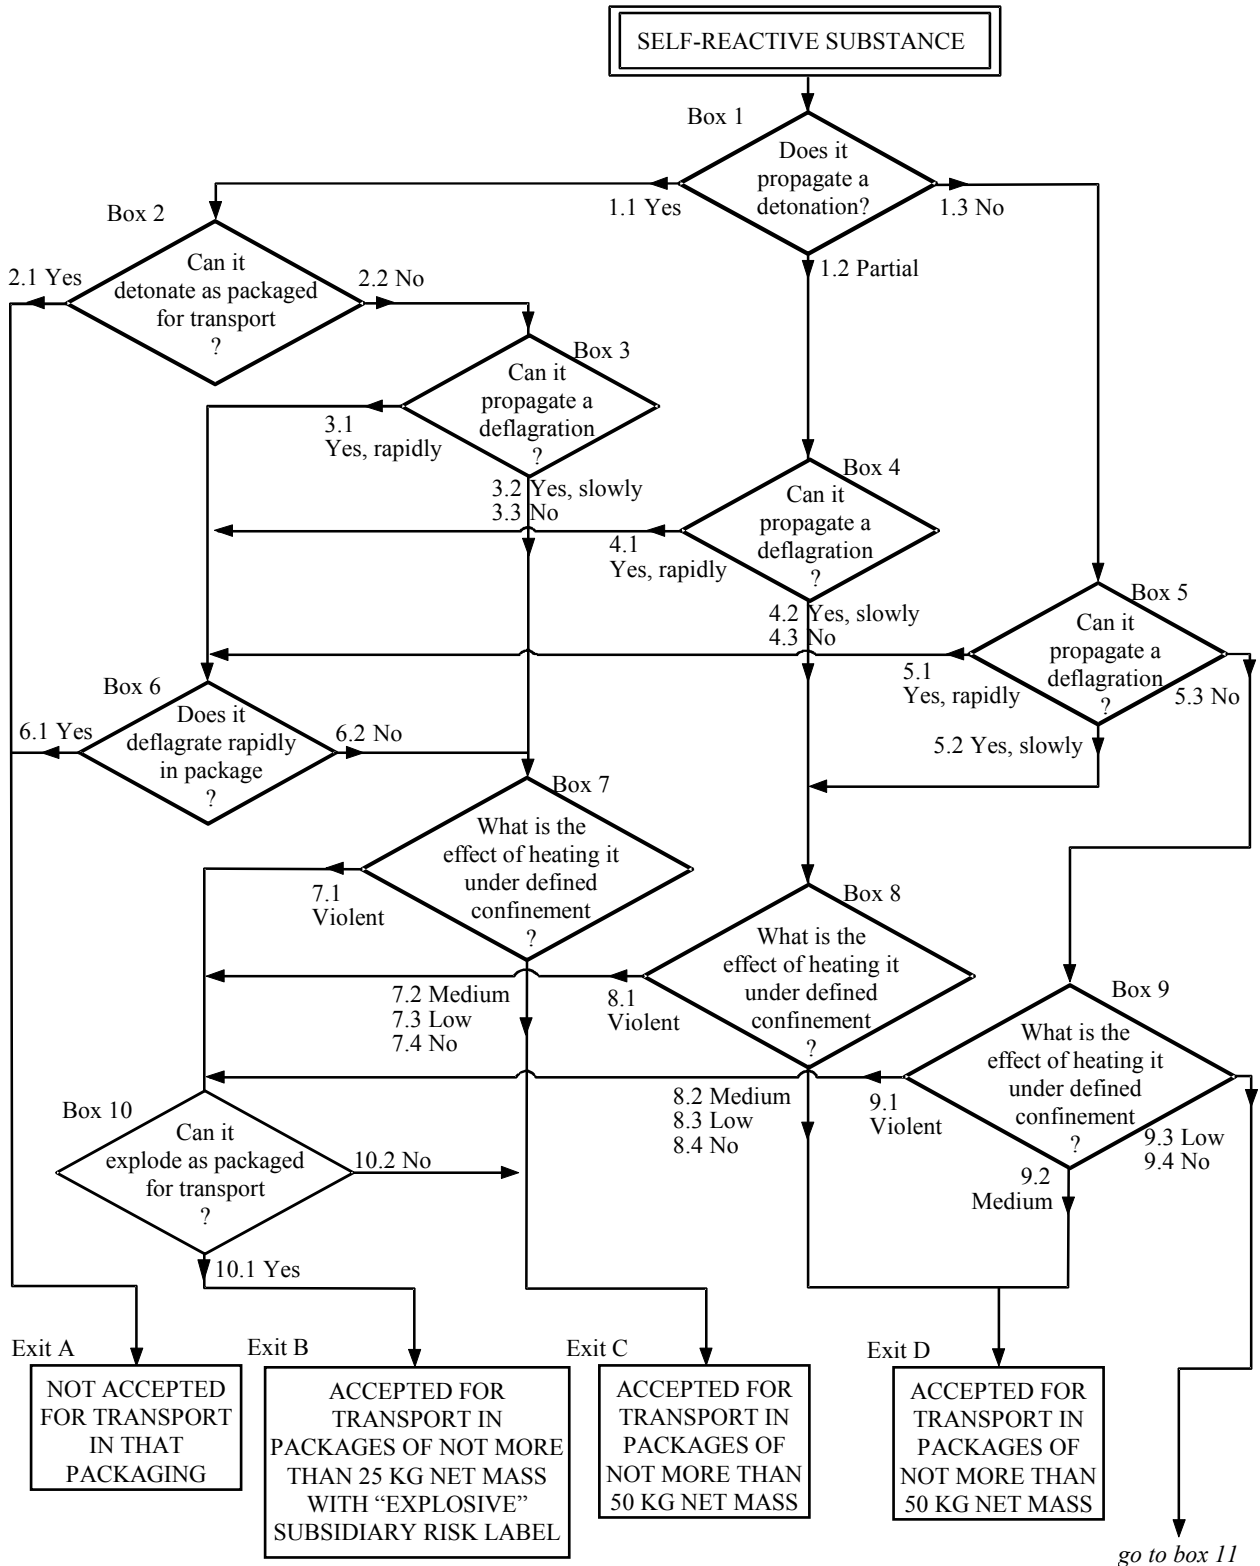 SELF-REACTIVE SUBSTANCE
Box 1
Does it
propagate a
detonation?
1.1 Yes
1.3 No
1.2 Partial
Box 2
Can it
detonate as packaged
for transport
?
2.1 Yes
2.2 No
Box 3
Can it
propagate a
deflagration
?
3.1
Yes, rapidly
3.2 Yes, slowly
3.3 No
Box 4
Can it
propagate a
deflagration
?
4.1
Yes, rapidly
4.2 Yes, slowly
4.3 No
Box 5
Can it
propagate a
deflagration
?
5.1
Yes, rapidly
5.3 No
5.2 Yes, slowly
Box 6
Does it
deflagrate rapidly
in package
?
6.1 Yes
6.2 No
Box 7
What is the
effect of heating it
under defined
confinement
?
7.1
Violent
7.2 Medium
7.3 Low
7.4 No
Box 8
What is the
effect of heating it
under defined
confinement
?
8.1
Violent
8.2 Medium
8.3 Low
8.4 No
Box 9
What is the
effect of heating it
under defined
confinement
?
9.1
Violent
9.3 Low
9.4 No
9.2
Medium
Box 10
Can it
explode as packaged
for transport
?
10.2 No
10.1 Yes
Exit A
NOT ACCEPTED
FOR TRANSPORT
IN THAT
PACKAGING
Exit B
ACCEPTED FOR
TRANSPORT IN
PACKAGES OF NOT MORE
THAN 25 KG NET MASS
WITH “EXPLOSIVE”
SUBSIDIARY RISK LABEL
Exit C
ACCEPTED FOR
TRANSPORT IN
PACKAGES OF
NOT MORE THAN
50 KG NET MASS
Exit D
ACCEPTED FOR
TRANSPORT IN
PACKAGES OF
NOT MORE THAN
50 KG NET MASS
go to box 11